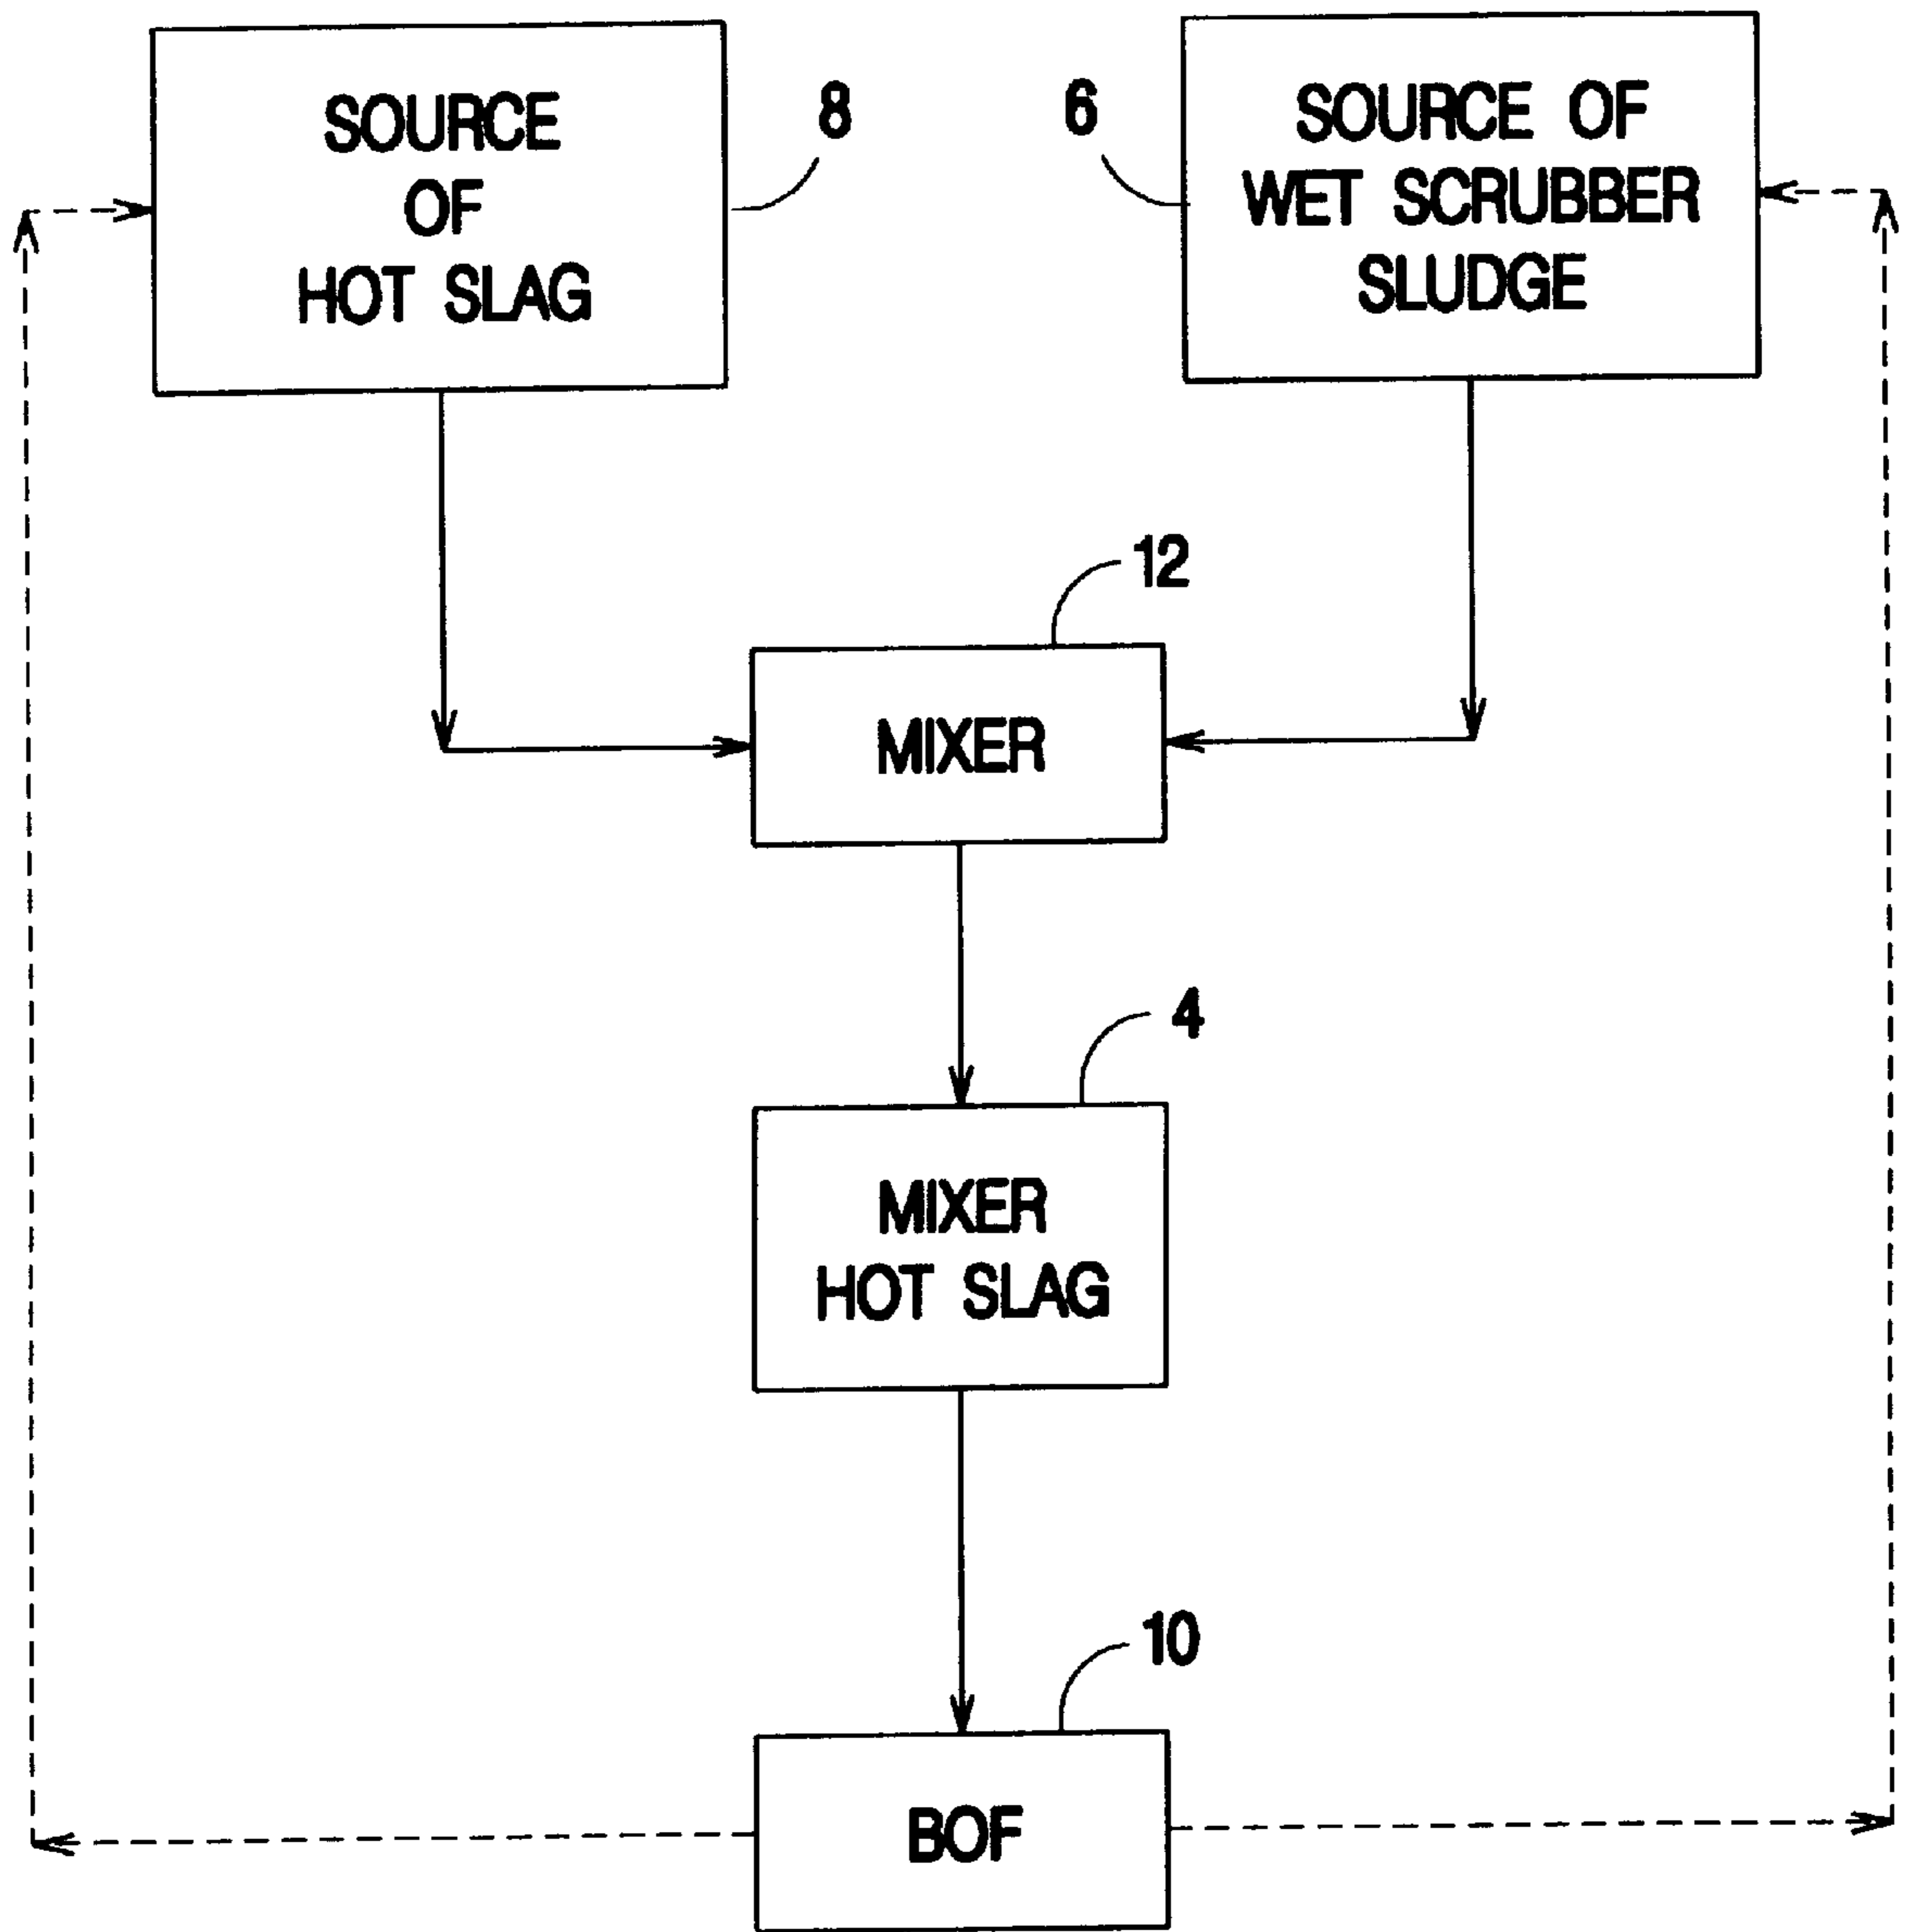 SOURCE
OF
HOT SLAG
8
6
SOURCE OF
WET SCRUBBER
SLUDGE
12
MIXER
4
MIXER
HOT SLAG
10
BOF